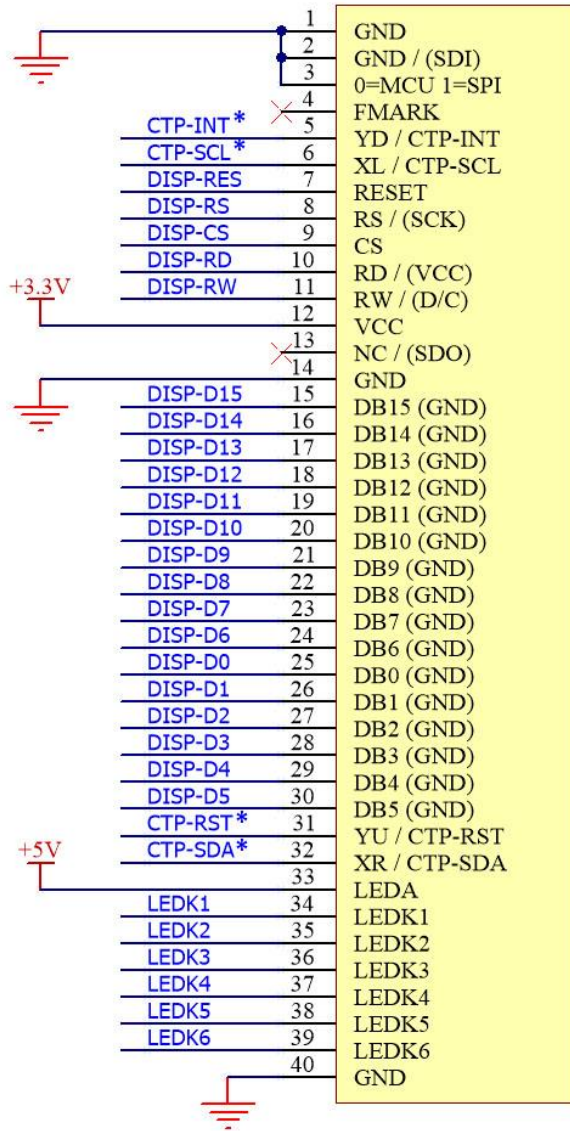 1 GND
2 GND / (SDI)
3 0=MCU 1=SPI
4 FMARK
CTP-INT* 5 YD / CTP-INT
CTP-SCL* 6 XL / CTP-SCL
DISP-RES 7 RESET
DISP-RS 8 RS / (SCK)
DISP-CS 9 CS
DISP-RD 10 RD / (VCC)
DISP-RW 11 RW / (D/C)
+3.3V 12 VCC
13 NC / (SDO)
14 GND
DISP-D15 15 DB15 (GND)
DISP-D14 16 DB14 (GND)
DISP-D13 17 DB13 (GND)
DISP-D12 18 DB12 (GND)
DISP-D11 19 DB11 (GND)
DISP-D10 20 DB10 (GND)
DISP-D9 21 DB9 (GND)
DISP-D8 22 DB8 (GND)
DISP-D7 23 DB7 (GND)
DISP-D6 24 DB6 (GND)
DISP-D0 25 DB0 (GND)
DISP-D1 26 DB1 (GND)
DISP-D2 27 DB2 (GND)
DISP-D3 28 DB3 (GND)
DISP-D4 29 DB4 (GND)
DISP-D5 30 DB5 (GND)
CTP-RST* 31 YU / CTP-RST
CTP-SDA* 32 XR / CTP-SDA
+5V 33 LEDA
LEDK1 34 LEDK1
LEDK2 35 LEDK2
LEDK3 36 LEDK3
LEDK4 37 LEDK4
LEDK5 38 LEDK5
LEDK6 39 LEDK6
40 GND